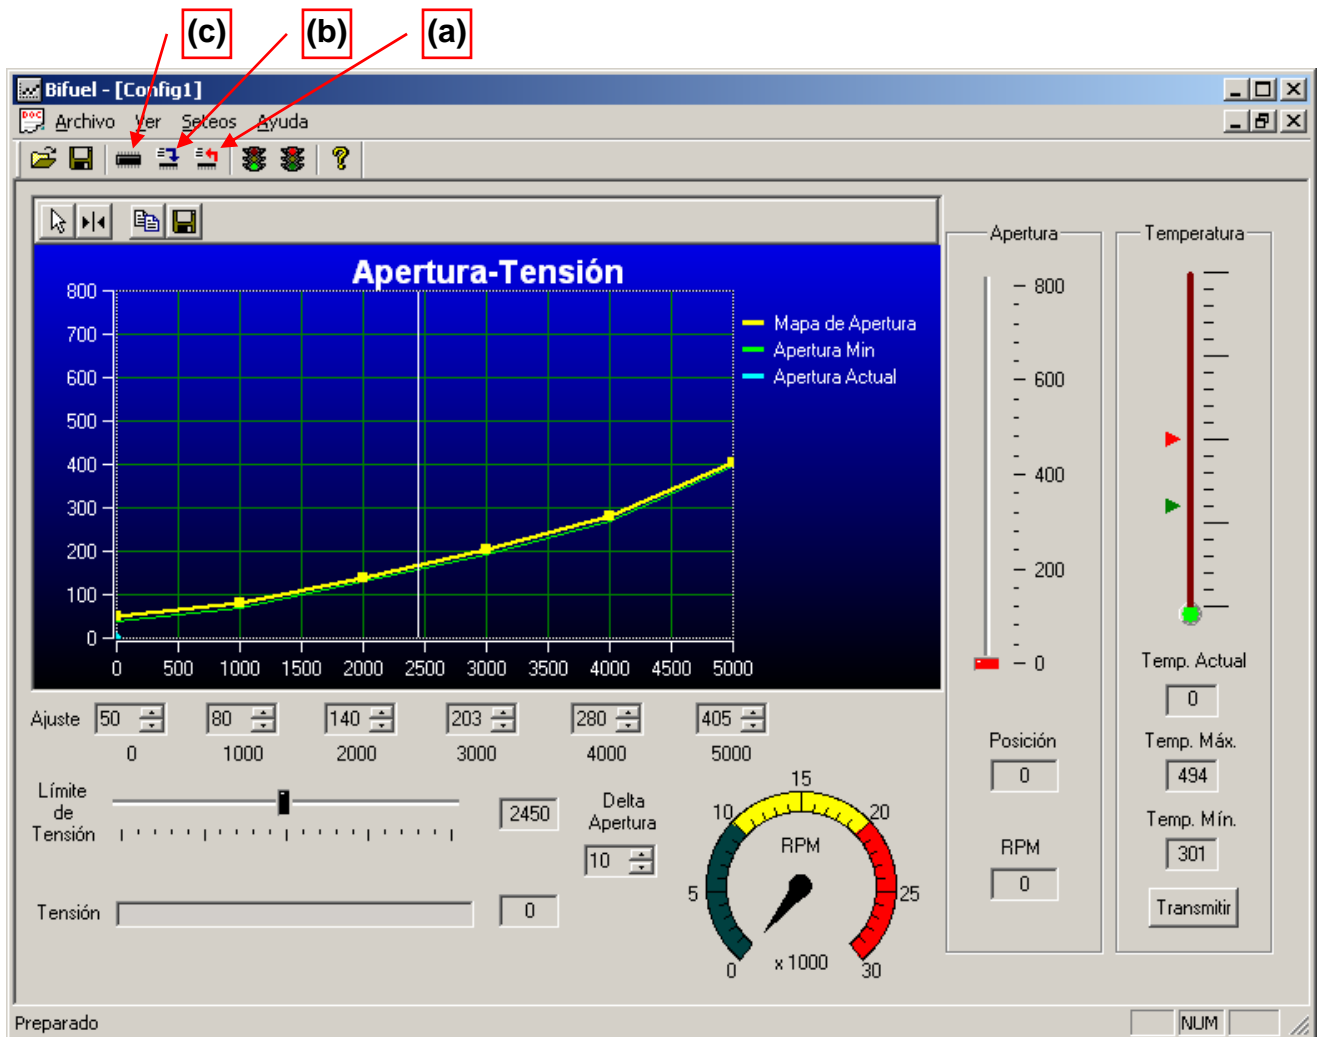 (c) (b) (a)
Bifuel - [Config1]
Archivo Ver Seteos Ayuda
Apertura-Tensión
800
700
600
500
400
300
200
100
0
0 500 1000 1500 2000 2500 3000 3500 4000 4500 5000
Mapa de Apertura
Apertura Min
Apertura Actual
Ajuste 50 80 140 203 280 405
0 1000 2000 3000 4000 5000
Límite
de
Tensión
2450
Delta
Apertura
10
Tensión 0
0 5 10 15 20 25 30
RPM
x 1000
Apertura
800
600
400
200
0
Posición
0
RPM
0
Temperatura
Temp. Actual
0
Temp. Máx.
494
Temp. Mín.
301
Transmitir
Preparado NUM